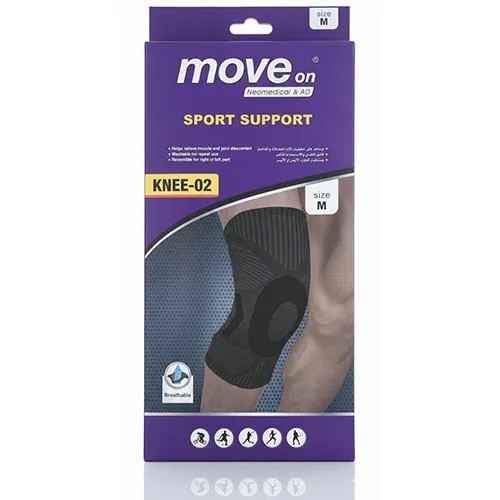 size
M
move on
®
Neomedical & AD
SPORT SUPPORT
• Helps relieve muscle and joint discomfort
• Washable for repeat use
• Reversible for right or left part
KNEE-02
size
M
Breathable